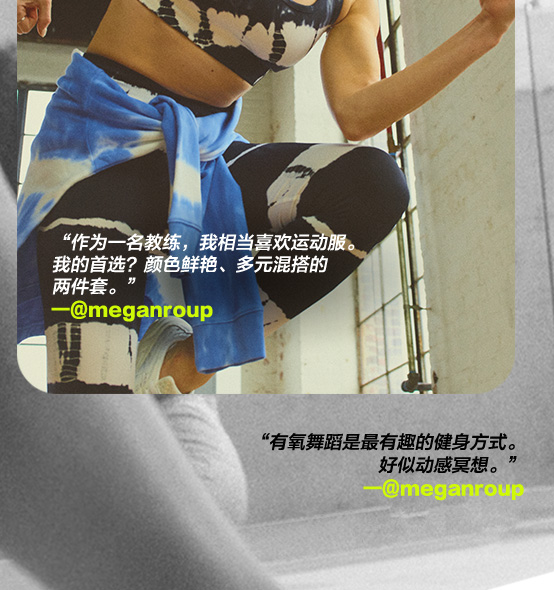 “作为一名教练，我相当喜欢运动服。
我的首选？颜色鲜艳、多元混搭的
两件套。”
—@meganroup
“有氧舞蹈是最有趣的健身方式。
好似动感冥想。”
—@meganroup